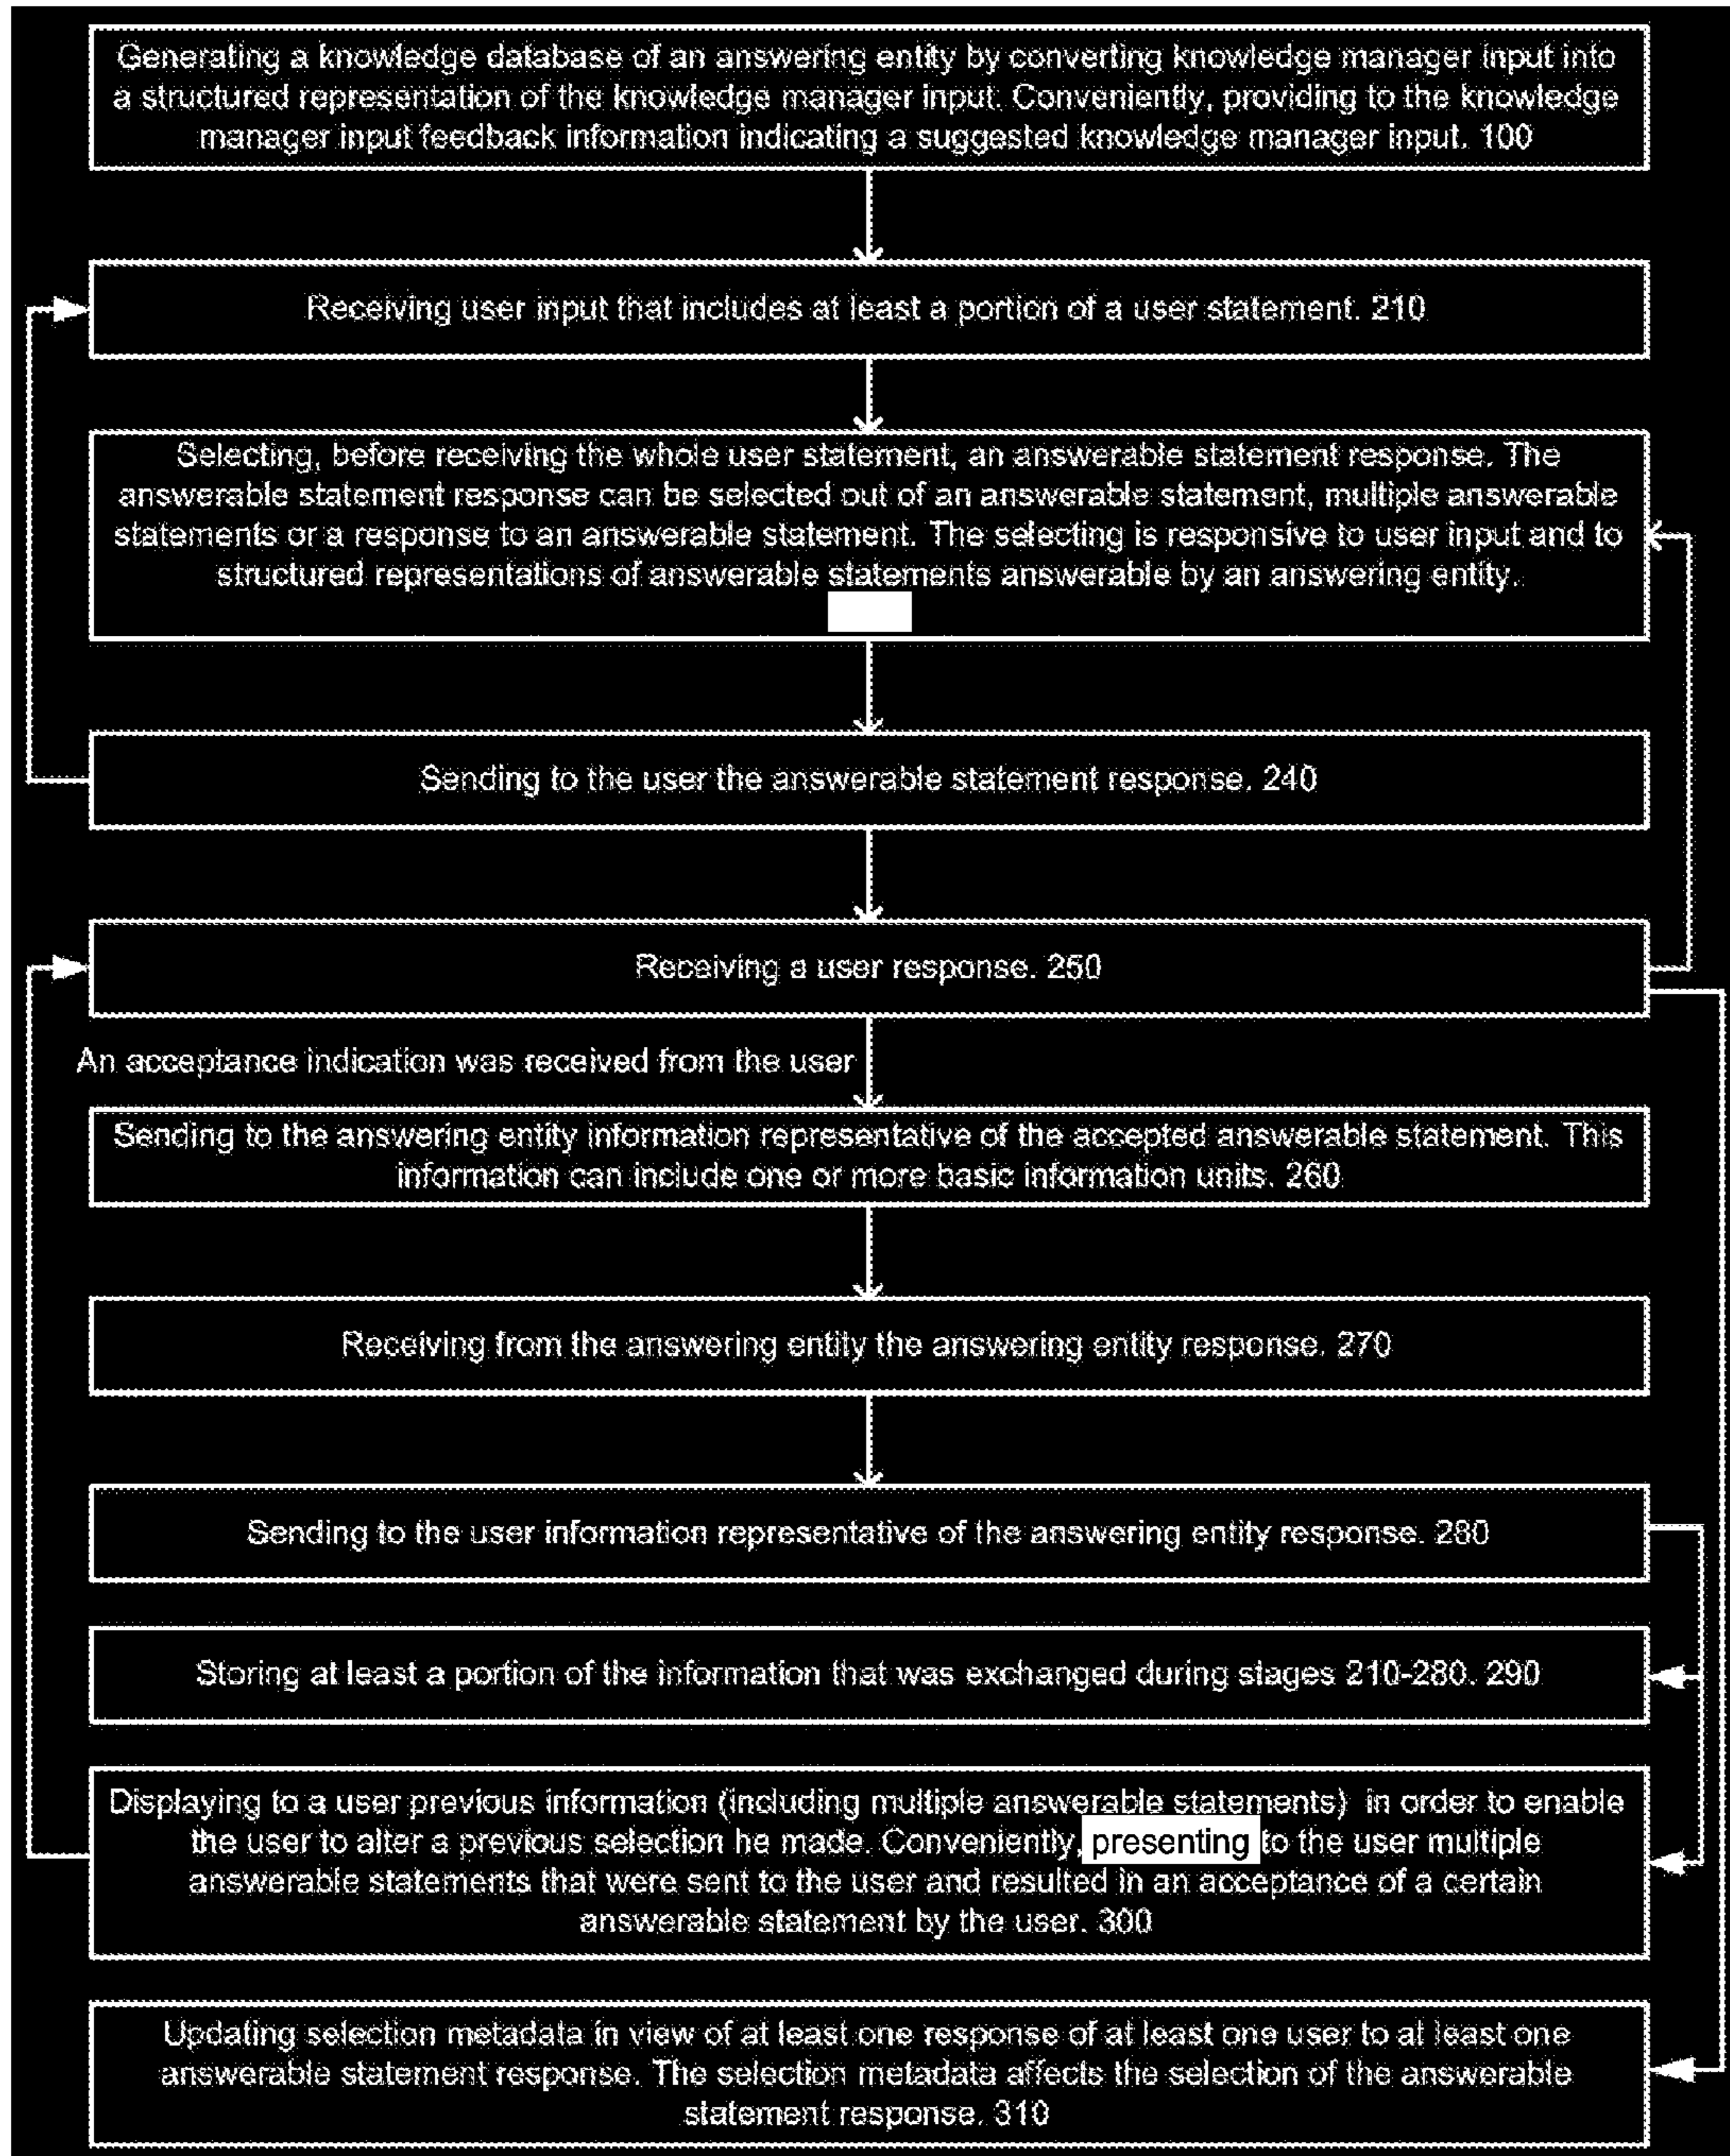 Generating a knowledge database of an answering entity by converting knowledge manager input into
a structured representation of the knowledge manager input. Conveniently, providing to the knowledge
manager input feedback information indicating a suggested knowledge manager input. 100
Receiving user input that includes at least a portion of a user statement. 210
Selecting, before receiving the whole user statement, an answerable statement response. The
answerable statement response can be selected out of an answerable statement, multiple answerable
statements or a response to an answerable statement. The selecting is responsive to user input and to
structured representations of answerable statements answerable by an answering entity.
Sending to the user the answerable statement response. 240
Receiving a user response. 250
An acceptance indication was received from the user
Sending to the answering entity information representative of the accepted answerable statement. This
information can include one or more basic information units. 260
Receiving from the answering entity the answering entity response. 270
Sending to the user information representative of the answering entity response. 280
Storing at least a portion of the information that was exchanged during stages 210-280. 290
Displaying to a user previous information (including multiple answerable statements) in order to enable
the user to alter a previous selection he made. Conveniently, presenting to the user multiple
answerable statements that were sent to the user and resulted in an acceptance of a certain
answerable statement by the user. 300
Updating selection metadata in view of at least one response of at least one user to at least one
answerable statement response. The selection metadata affects the selection of the answerable
statement response. 310